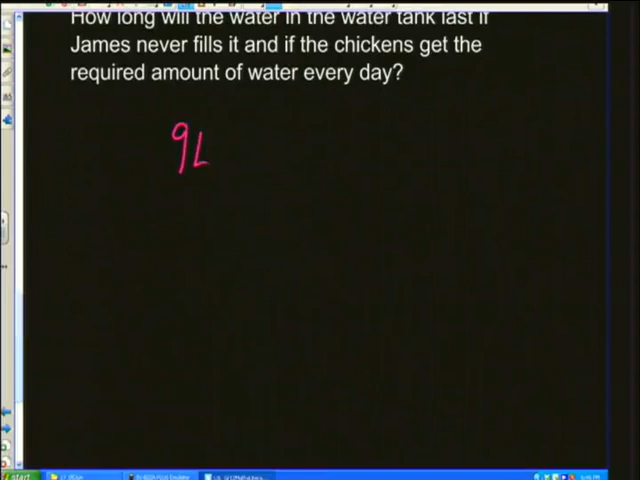 How long will the water in the water tank last if
James never fills it and if the chickens get the
required amount of water every day?
9L
start